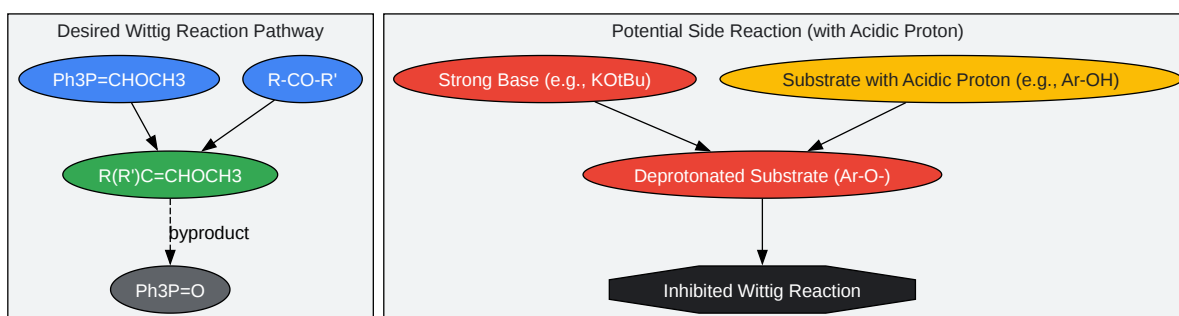 Desired Wittig Reaction Pathway
Ph3P=CHOCH3
R-CO-R'
R(R')C=CHOCH3
byproduct
Ph3P=O
Potential Side Reaction (with Acidic Proton)
Strong Base (e.g., KOtBu)
Substrate with Acidic Proton (e.g., Ar-OH)
Deprotonated Substrate (Ar-O-)
Inhibited Wittig Reaction